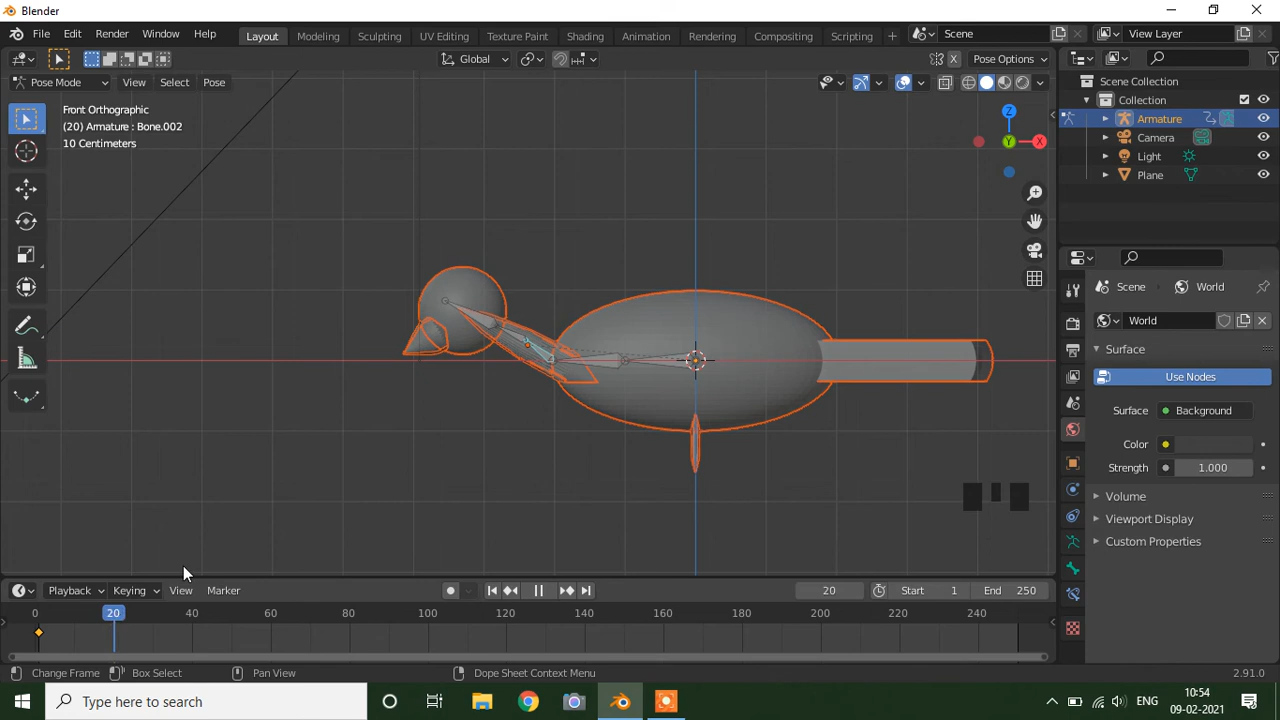 Blender
File Edit Render Window Help
Layout Modeling Sculpting UV Editing Texture Paint Shading Animation Rendering Compositing Scripting +
Scene
View Layer
Global
X
Pose Options
Pose Mode View Select Pose
Front Orthographic
(20) Armature : Bone.002
10 Centimeters
Z
Y
X
Scene Collection
Collection
Armature
Camera
Light
Plane
Scene
World
World
Surface
Use Nodes
Surface
Background
Color
Strength
1.000
Volume
Viewport Display
Custom Properties
Playback Keying View Marker
20
Start 1
End 250
0 20 40 60 80 100 120 140 160 180 200 220 240
Change Frame
Box Select
Pan View
Dope Sheet Context Menu
2.91.0
Type here to search
ENG
10:54
09-02-2021